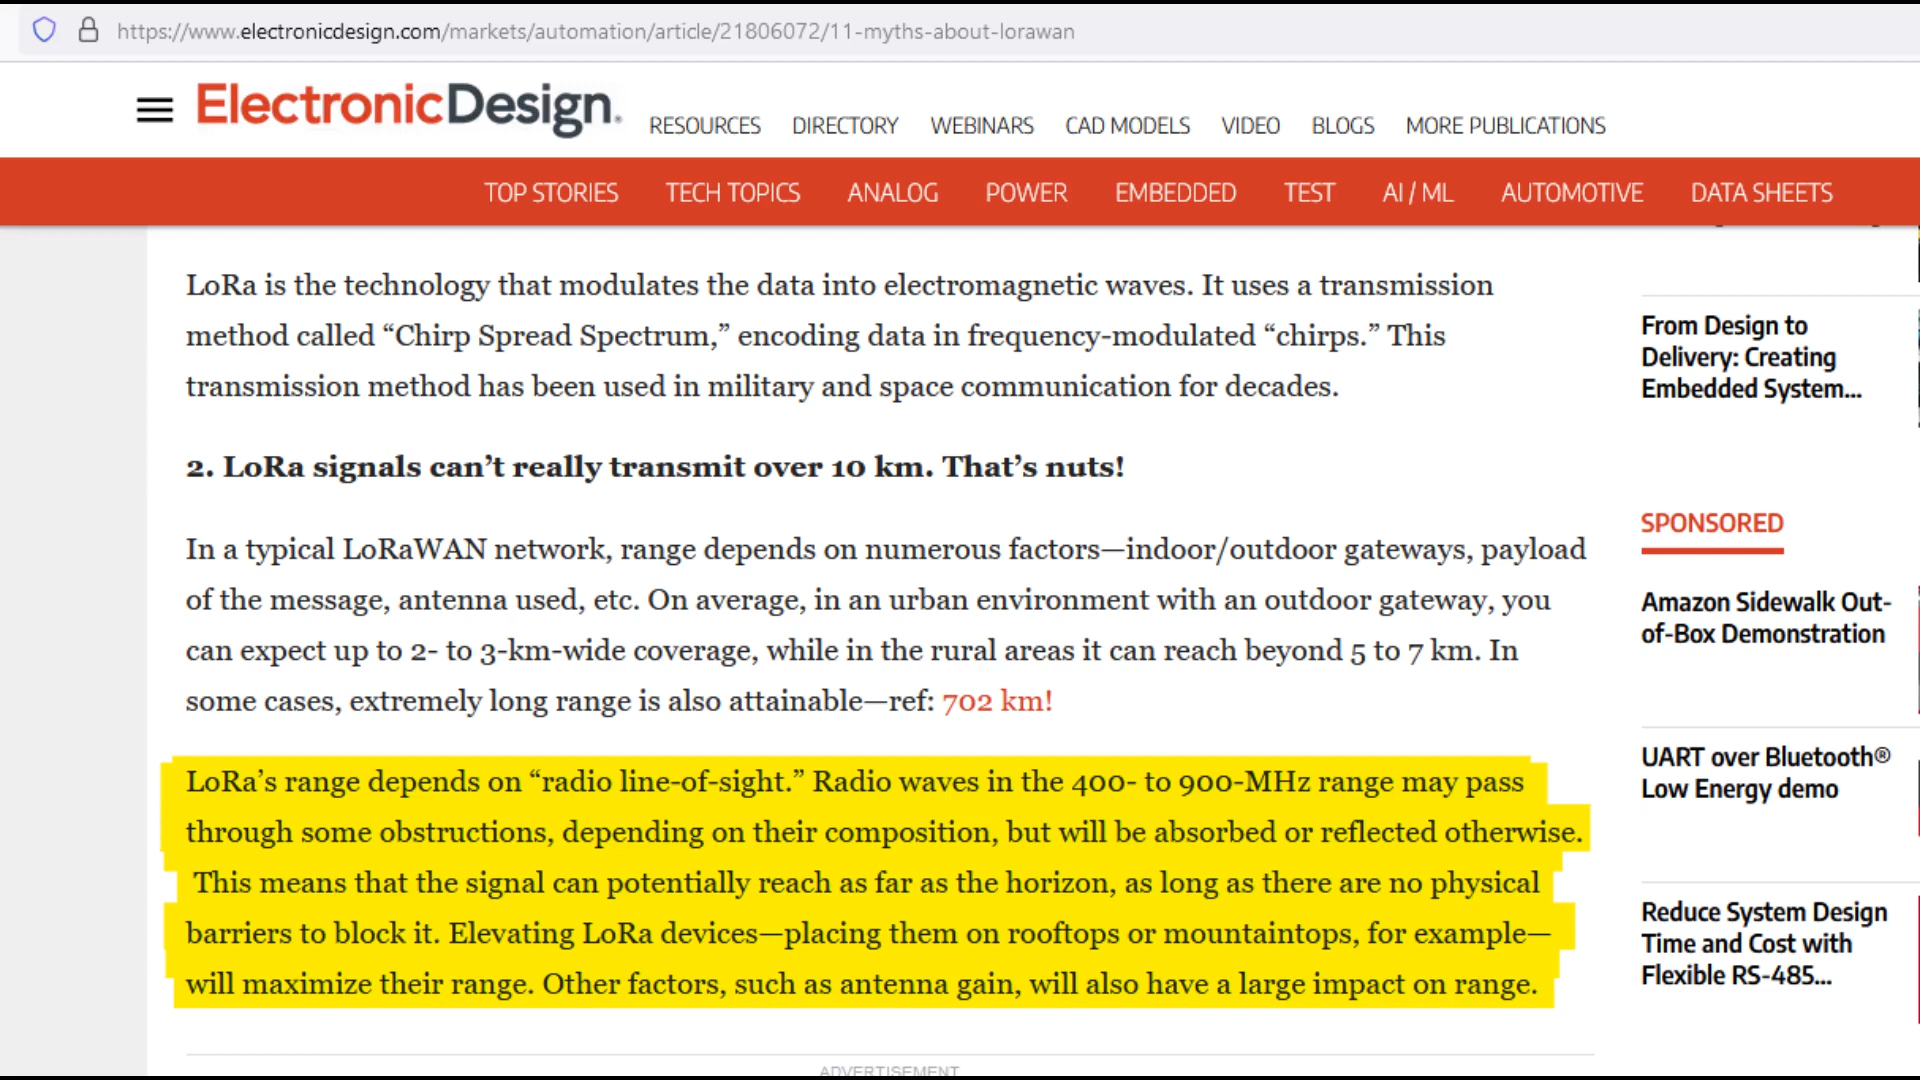 https://www.electronicdesign.com/markets/automation/article/21806072/11-myths-about-lorawan
ElectronicDesign.
RESOURCES DIRECTORY WEBINARS CAD MODELS VIDEO BLOGS MORE PUBLICATIONS
TOP STORIES TECH TOPICS ANALOG POWER EMBEDDED TEST AI / ML AUTOMOTIVE DATA SHEETS
LoRa is the technology that modulates the data into electromagnetic waves. It uses a transmission
method called “Chirp Spread Spectrum,” encoding data in frequency-modulated “chirps.” This
transmission method has been used in military and space communication for decades.
2. LoRa signals can’t really transmit over 10 km. That’s nuts!
In a typical LoRaWAN network, range depends on numerous factors—indoor/outdoor gateways, payload
of the message, antenna used, etc. On average, in an urban environment with an outdoor gateway, you
can expect up to 2- to 3-km-wide coverage, while in the rural areas it can reach beyond 5 to 7 km. In
some cases, extremely long range is also attainable—ref: 702 km!
LoRa’s range depends on “radio line-of-sight.” Radio waves in the 400- to 900-MHz range may pass
through some obstructions, depending on their composition, but will be absorbed or reflected otherwise.
This means that the signal can potentially reach as far as the horizon, as long as there are no physical
barriers to block it. Elevating LoRa devices—placing them on rooftops or mountaintops, for example—
will maximize their range. Other factors, such as antenna gain, will also have a large impact on range.
ADVERTISEMENT
From Design to
Delivery: Creating
Embedded System...
SPONSORED
Amazon Sidewalk Out-
of-Box Demonstration
UART over Bluetooth®
Low Energy demo
Reduce System Design
Time and Cost with
Flexible RS-485...